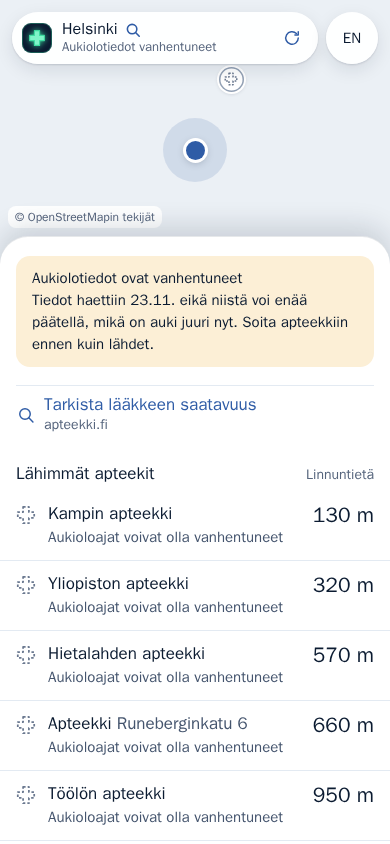 Helsinki
Aukiolotiedot vanhentuneet
EN
© OpenStreetMapin tekijät
Aukiolotiedot ovat vanhentuneet
Tiedot haettiin 23.11. eikä niistä voi enää
päätellä, mikä on auki juuri nyt. Soita apteekkiin
ennen kuin lähdet.
Tarkista lääkkeen saatavuus
apteekki.fi
Lähimmät apteekit
Linnuntietä
Kampin apteekki
130 m
Aukioloajat voivat olla vanhentuneet
Yliopiston apteekki
320 m
Aukioloajat voivat olla vanhentuneet
Hietalahden apteekki
570 m
Aukioloajat voivat olla vanhentuneet
Apteekki Runeberginkatu 6
660 m
Aukioloajat voivat olla vanhentuneet
Töölön apteekki
950 m
Aukioloajat voivat olla vanhentuneet